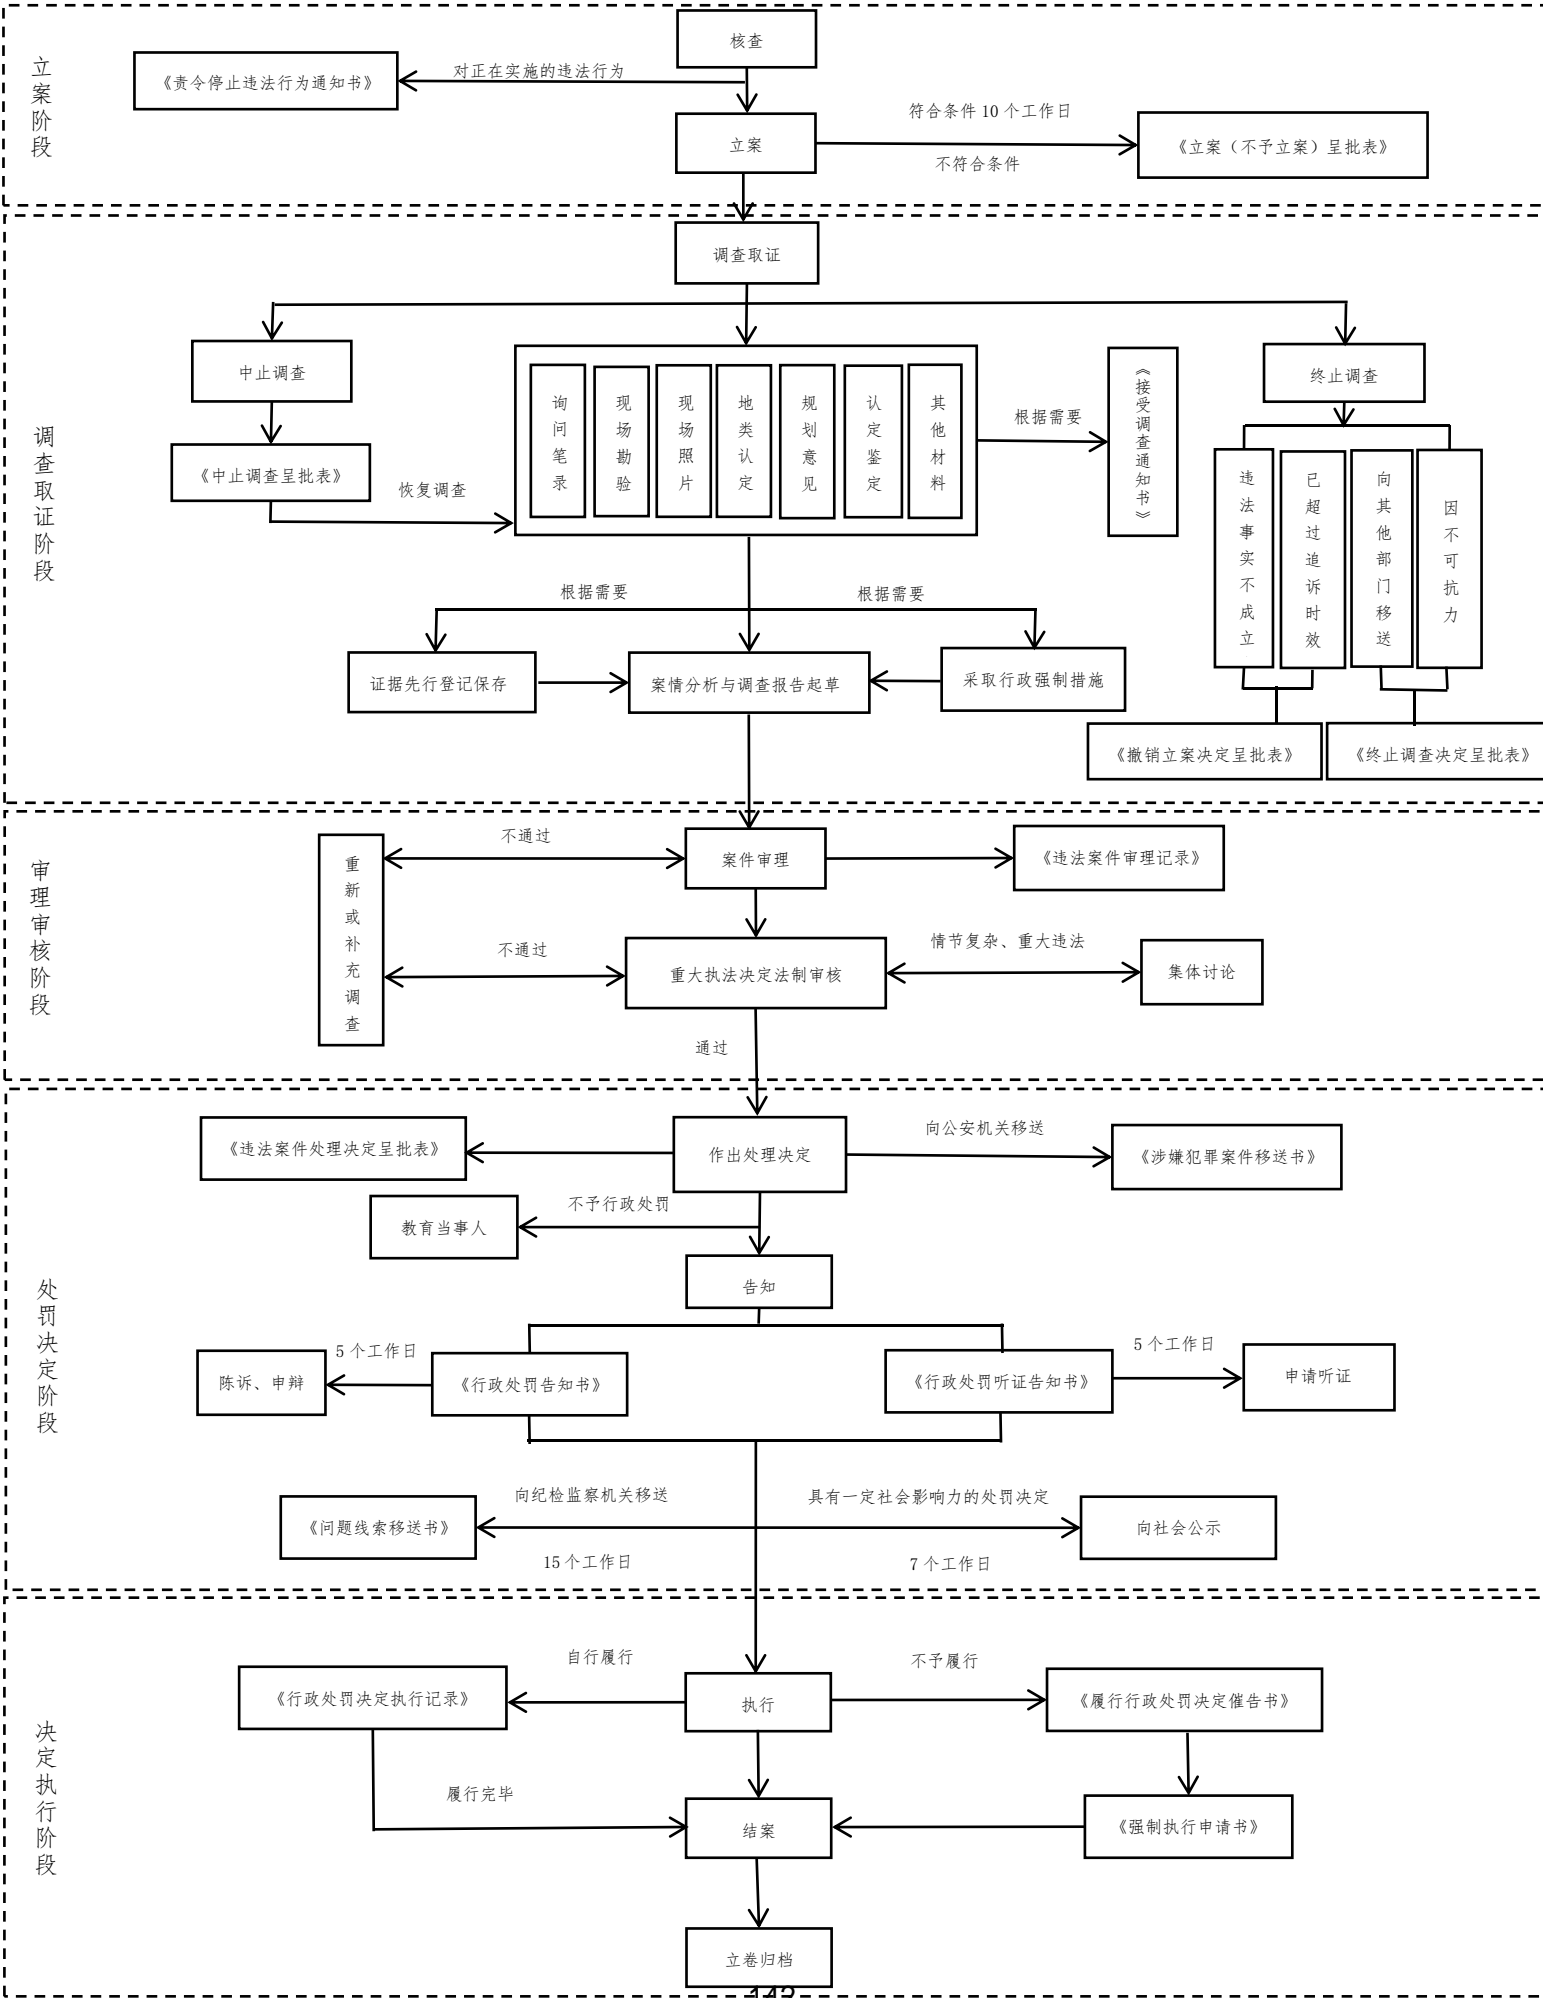 立案阶段
核查
对正在实施的违法行为
《责令停止违法行为通知书》
符合条件 10 个工作日
立案
《立案（不予立案）呈批表》
不符合条件
调查取证阶段
调查取证
中止调查
终止调查
询问笔录
现场勘验
现场照片
地类认定
规划意见
认定鉴定
其他材料
根据需要
《接受调查通知书》
《中止调查呈批表》
恢复调查
违法事实不成立
已超过追诉时效
向其他部门移送
因不可抗力
根据需要
根据需要
证据先行登记保存
案情分析与调查报告起草
采取行政强制措施
《撤销立案决定呈批表》
《终止调查决定呈批表》
审理审核阶段
不通过
重新或补充调查
案件审理
《违法案件审理记录》
不通过
情节复杂、重大违法
重大执法决定法制审核
集体讨论
通过
处罚决定阶段
《违法案件处理决定呈批表》
作出处理决定
向公安机关移送
《涉嫌犯罪案件移送书》
不予行政处罚
教育当事人
告知
5 个工作日
5 个工作日
陈诉、申辩
《行政处罚告知书》
《行政处罚听证告知书》
申请听证
向纪检监察机关移送
具有一定社会影响力的处罚决定
《问题线索移送书》
向社会公示
15 个工作日
7 个工作日
决定执行阶段
自行履行
不予履行
《行政处罚决定执行记录》
执行
《履行行政处罚决定催告书》
履行完毕
结案
《强制执行申请书》
立卷归档
142